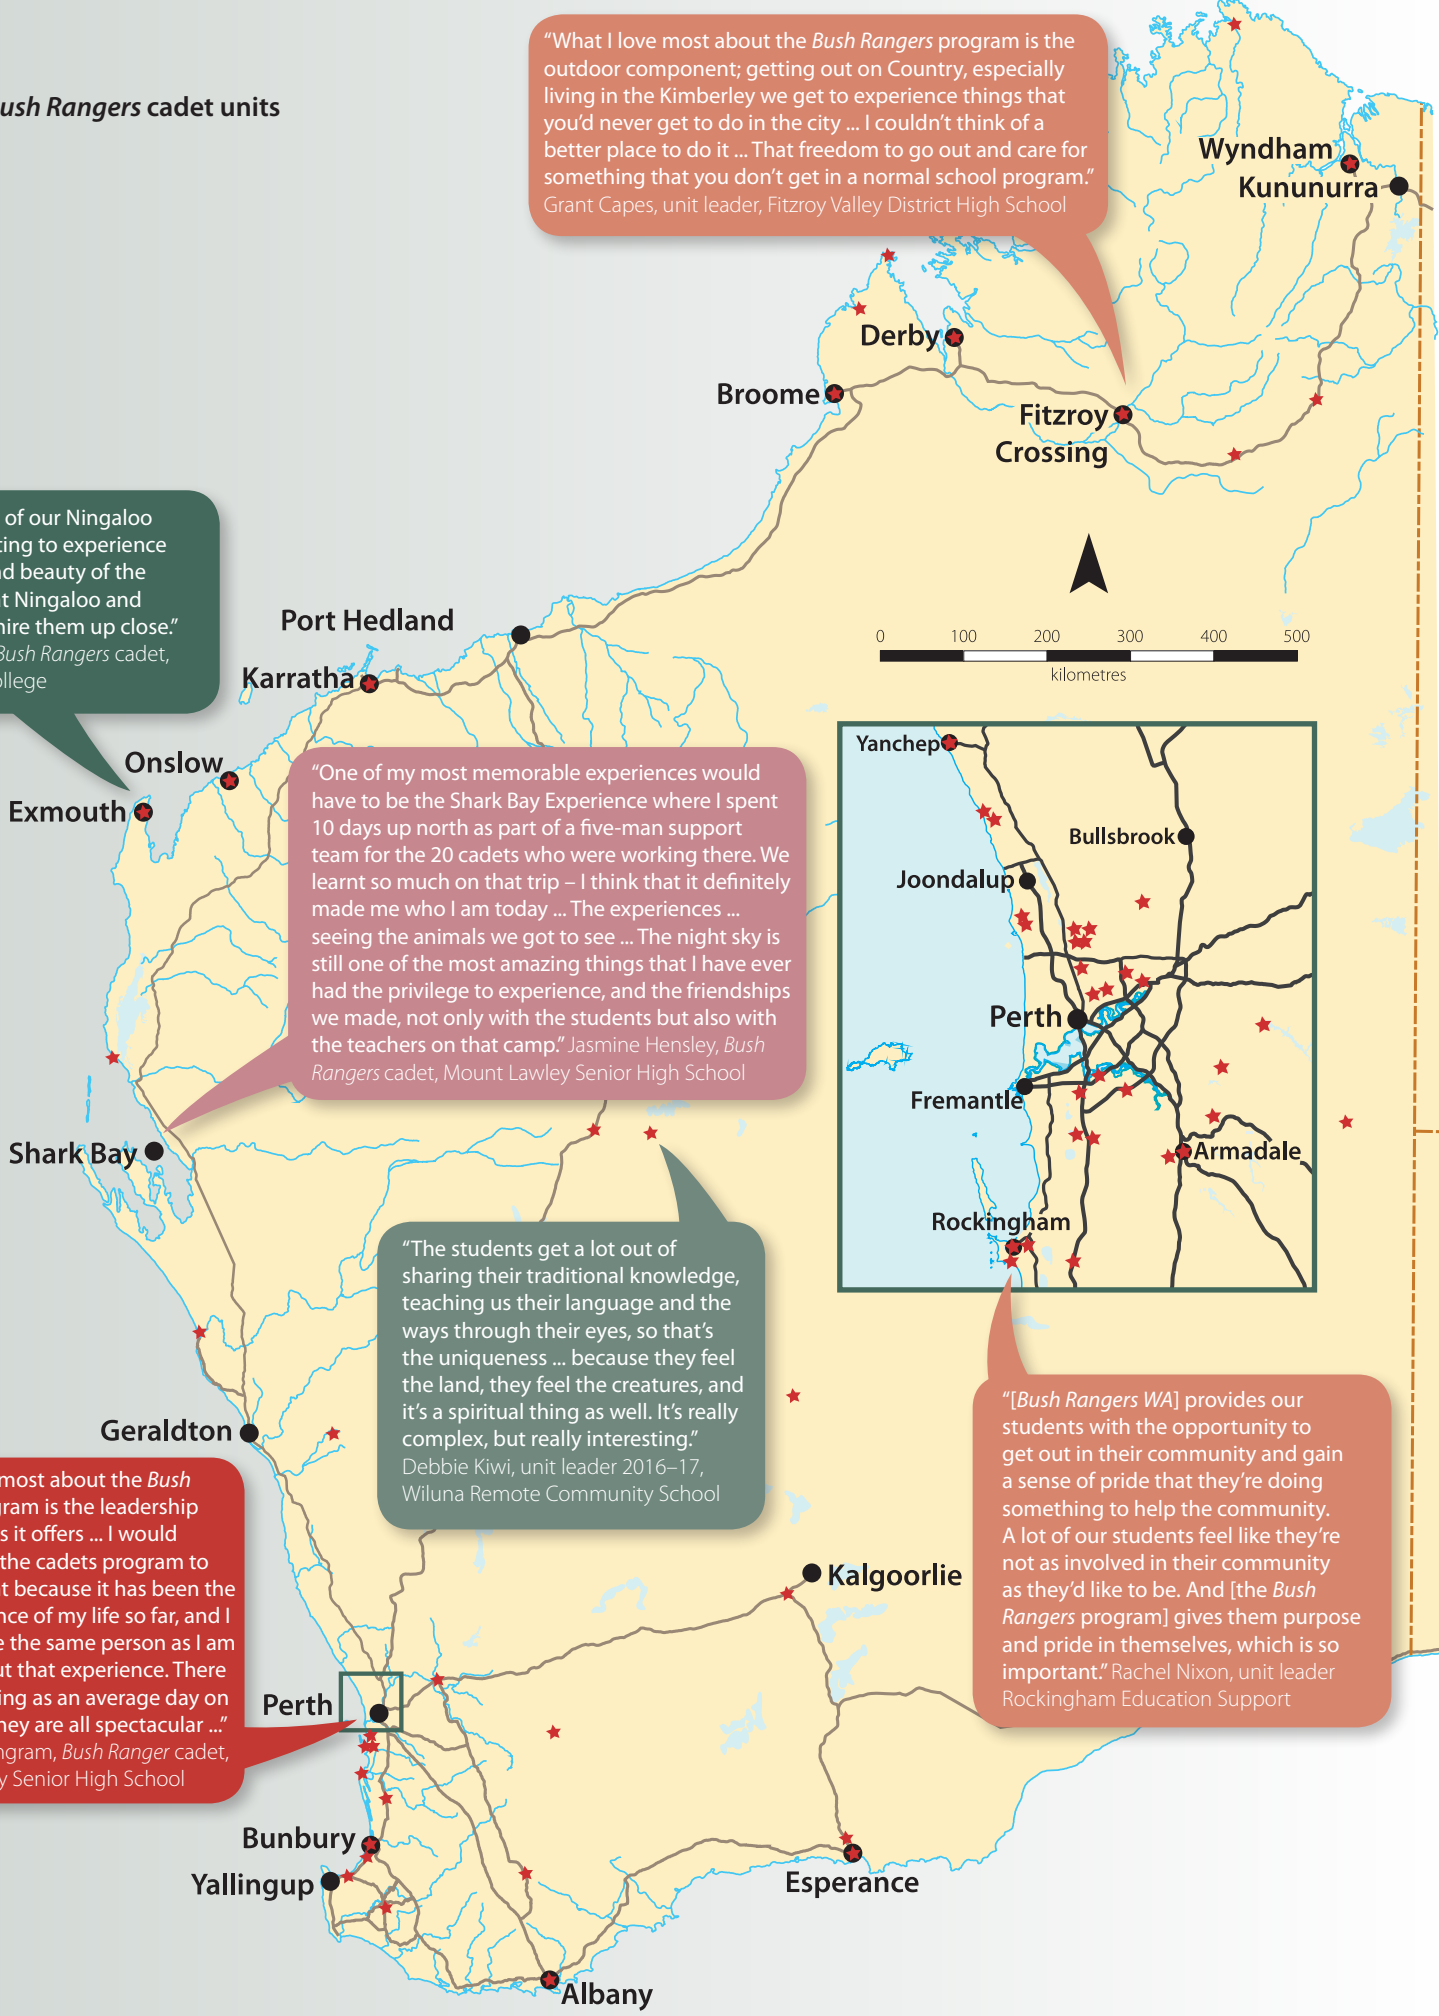 ush Rangers cadet units
“What I love most about the Bush Rangers program is the
outdoor component; getting out on Country, especially
living in the Kimberley we get to experience things that
you’d never get to do in the city ... I couldn’t think of a
better place to do it ... That freedom to go out and care for
something that you don’t get in a normal school program.”
Grant Capes, unit leader, Fitzroy Valley District High School
Wyndham
Kununurra
Derby
Broome
Fitzroy
Crossing
of our Ningaloo
ing to experience
nd beauty of the
at Ningaloo and
ire them up close.”
Bush Rangers cadet,
ollege
Port Hedland
Karratha
Onslow
Exmouth
0 100 200 300 400 500
kilometres
“One of my most memorable experiences would
have to be the Shark Bay Experience where I spent
10 days up north as part of a five-man support
team for the 20 cadets who were working there. We
learnt so much on that trip – I think that it definitely
made me who I am today ... The experiences ...
seeing the animals we got to see ... The night sky is
still one of the most amazing things that I have ever
had the privilege to experience, and the friendships
we made, not only with the students but also with
the teachers on that camp.” Jasmine Hensley, Bush
Rangers cadet, Mount Lawley Senior High School
Yanchep
Bullsbrook
Joondalup
Perth
Fremantle
Armadale
Rockingham
Shark Bay
“The students get a lot out of
sharing their traditional knowledge,
teaching us their language and the
ways through their eyes, so that’s
the uniqueness ... because they feel
the land, they feel the creatures, and
it’s a spiritual thing as well. It’s really
complex, but really interesting.”
Debbie Kiwi, unit leader 2016–17,
Wiluna Remote Community School
“[Bush Rangers WA] provides our
students with the opportunity to
get out in their community and gain
a sense of pride that they’re doing
something to help the community.
A lot of our students feel like they’re
not as involved in their community
as they’d like to be. And [the Bush
Rangers program] gives them purpose
and pride in themselves, which is so
important.” Rachel Nixon, unit leader
Rockingham Education Support
Geraldton
most about the Bush
gram is the leadership
s it offers ... I would
the cadets program to
t because it has been the
nce of my life so far, and I
e the same person as I am
ut that experience. There
ing as an average day on
hey are all spectacular ...”
ngram, Bush Ranger cadet,
y Senior High School
Kalgoorlie
Perth
Bunbury
Yallingup
Esperance
Albany